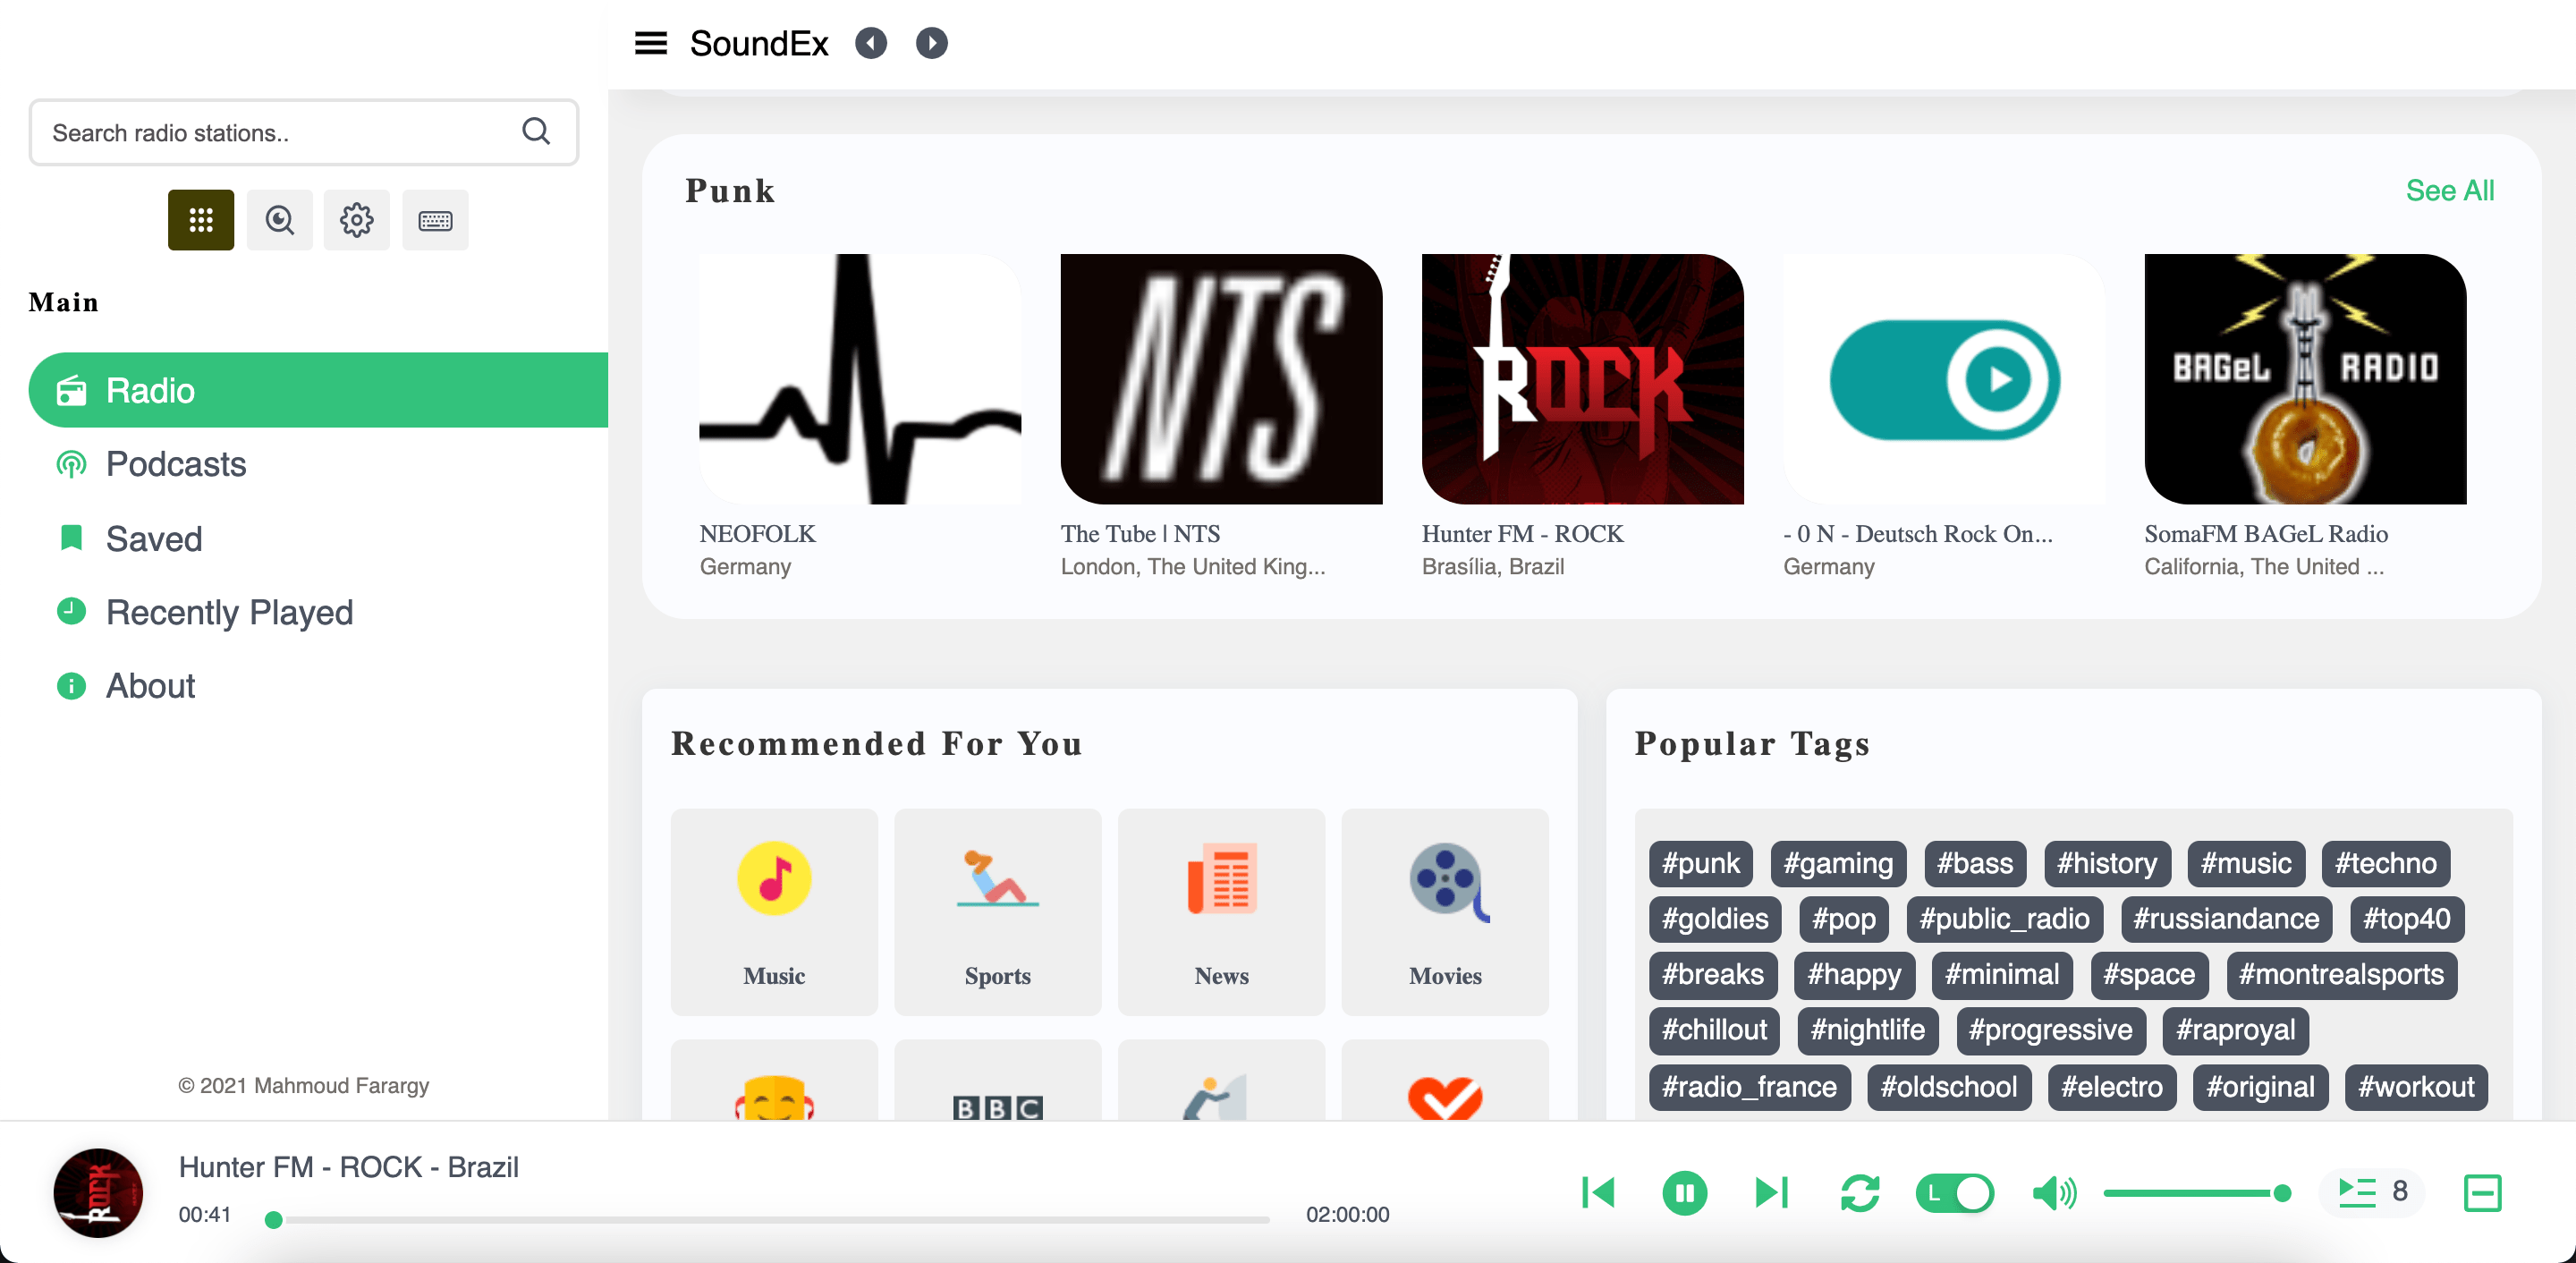 SoundEx
Search radio stations..
Main
Radio
Podcasts
Saved
Recently Played
About
© 2021 Mahmoud Farargy
Punk
See All
NTS
ROCK
BAGeL RADIO
NEOFOLK
Germany
The Tube | NTS
London, The United King...
Hunter FM - ROCK
Brasília, Brazil
- 0 N - Deutsch Rock On...
Germany
SomaFM BAGeL Radio
California, The United ...
Recommended For You
Music
Sports
News
Movies
BBC
Popular Tags
#punk #gaming #bass #history #music #techno
#goldies #pop #public_radio #russiandance #top40
#breaks #happy #minimal #space #montrealsports
#chillout #nightlife #progressive #raproyal
#radio_france #oldschool #electro #original #workout
ROCK
Hunter FM - ROCK - Brazil
00:41
02:00:00
L
8